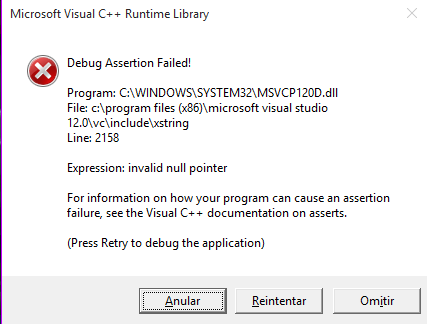 Microsoft Visual C++ Runtime Library
Debug Assertion Failed!
Program: C:\WINDOWS\SYSTEM32\MSVCP120D.dll
File: c:\program files (x86)\microsoft visual studio
12.0\vc\include\xstring
Line: 2158
Expression: invalid null pointer
For information on how your program can cause an assertion
failure, see the Visual C++ documentation on asserts.
(Press Retry to debug the application)
Anular
Reintentar
Omitir